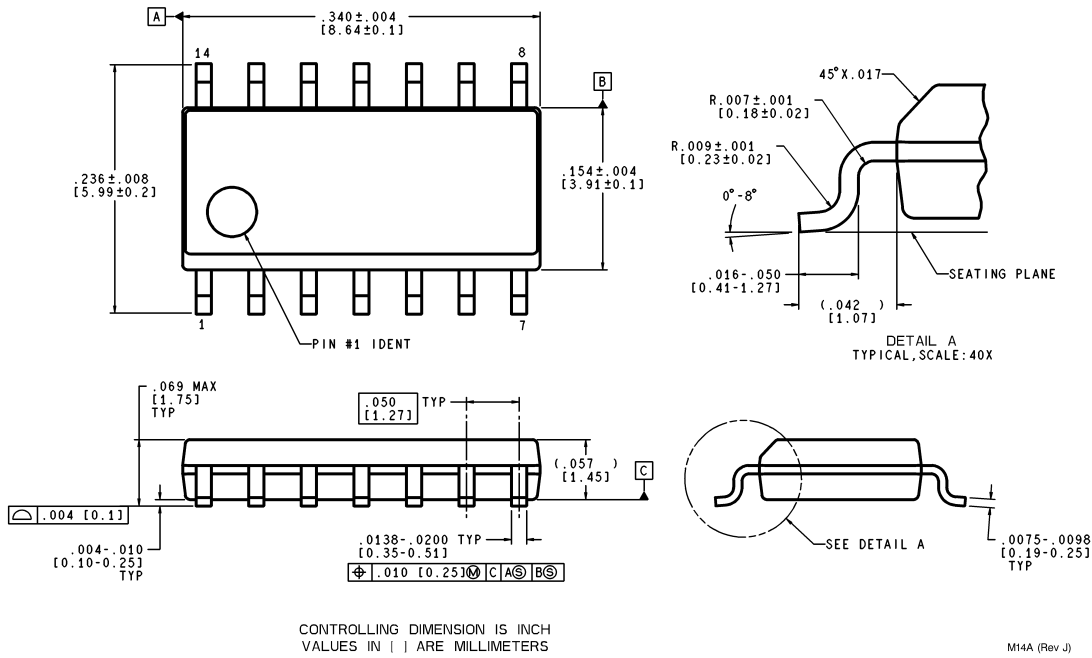 A
.340±.004
[8.64±0.1]
14
8
B
.236±.008
[5.99±0.2]
.154±.004
[3.91±0.1]
1
7
PIN #1 IDENT
45°X.017
R.007±.001
[0.18±0.02]
R.009±.001
[0.23±0.02]
0°-8°
.016-.050
[0.41-1.27]
SEATING PLANE
(.042)
[1.07]
DETAIL A
TYPICAL,SCALE:40X
.069 MAX
[1.75]
TYP
.050
[1.27]
TYP
(.057)
[1.45]
C
⌓ .004 [0.1]
.004-.010
[0.10-0.25]
TYP
.0138-.0200 TYP
[0.35-0.51]
⌖ .010 [0.25]Ⓜ C AⓈ BⓈ
SEE DETAIL A
.0075-.0098
[0.19-0.25]
TYP
CONTROLLING DIMENSION IS INCH
VALUES IN [ ] ARE MILLIMETERS
M14A (Rev J)